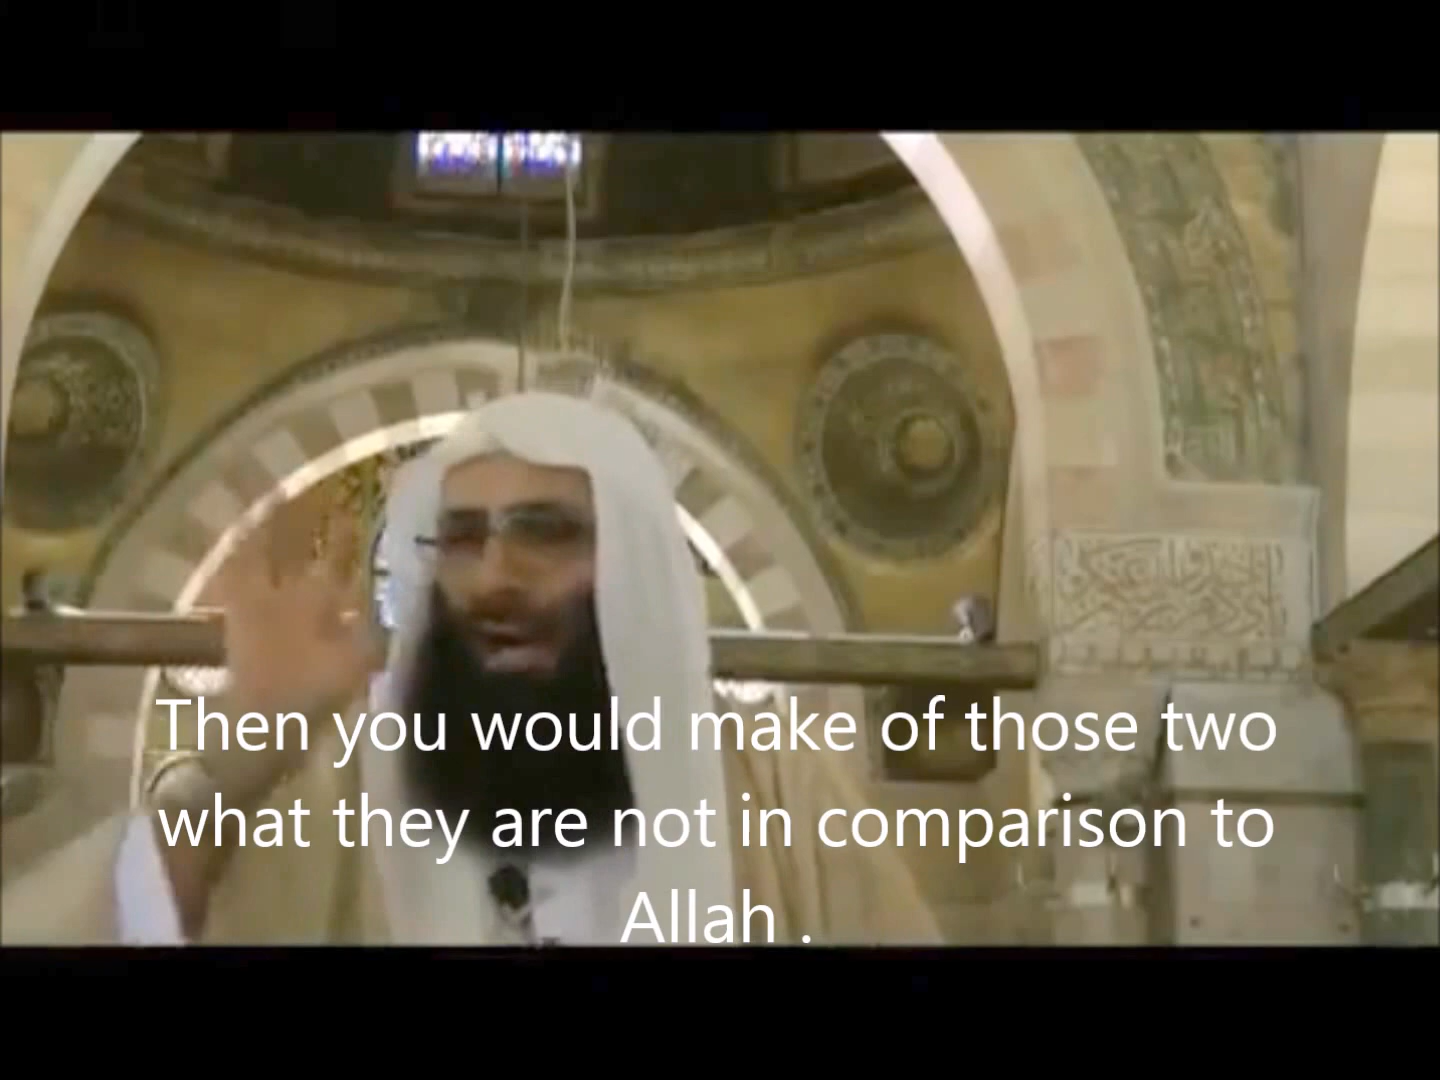 Then you would make of those two
what they are not in comparison to
Allah .